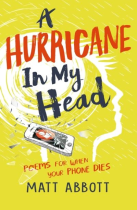 A
HURRICANE
IN MY
HEAD
POEMS FOR WHEN
YOUR PHONE DIES
MATT ABBOTT